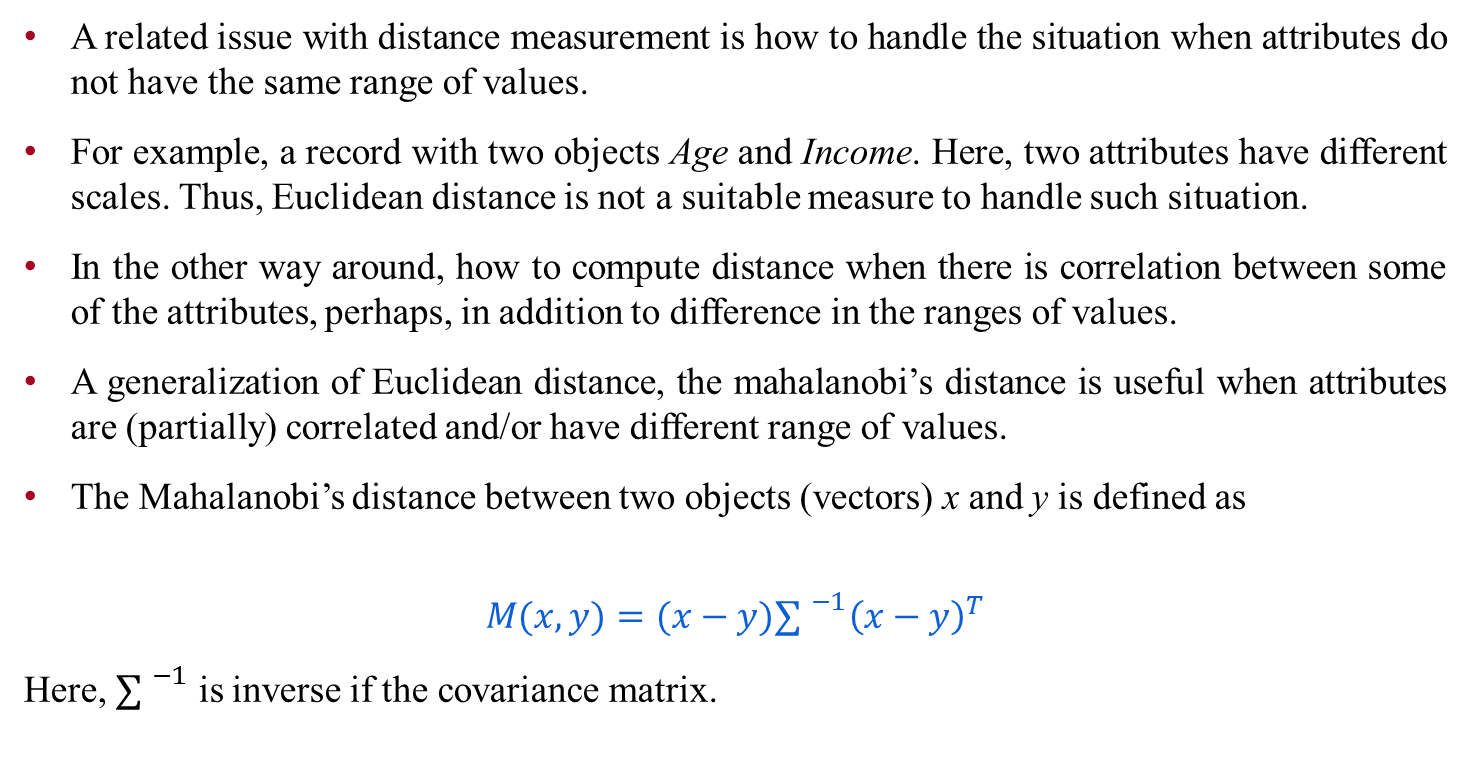 • A related issue with distance measurement is how to handle the situation when attributes do
not have the same range of values.
• For example, a record with two objects Age and Income. Here, two attributes have different
scales. Thus, Euclidean distance is not a suitable measure to handle such situation.
• In the other way around, how to compute distance when there is correlation between some
of the attributes, perhaps, in addition to difference in the ranges of values.
• A generalization of Euclidean distance, the mahalanobi’s distance is useful when attributes
are (partially) correlated and/or have different range of values.
• The Mahalanobi’s distance between two objects (vectors) x and y is defined as
M(x, y) = (x − y)∑ ⁻¹(x − y)ᵀ
Here, ∑ ⁻¹ is inverse if the covariance matrix.